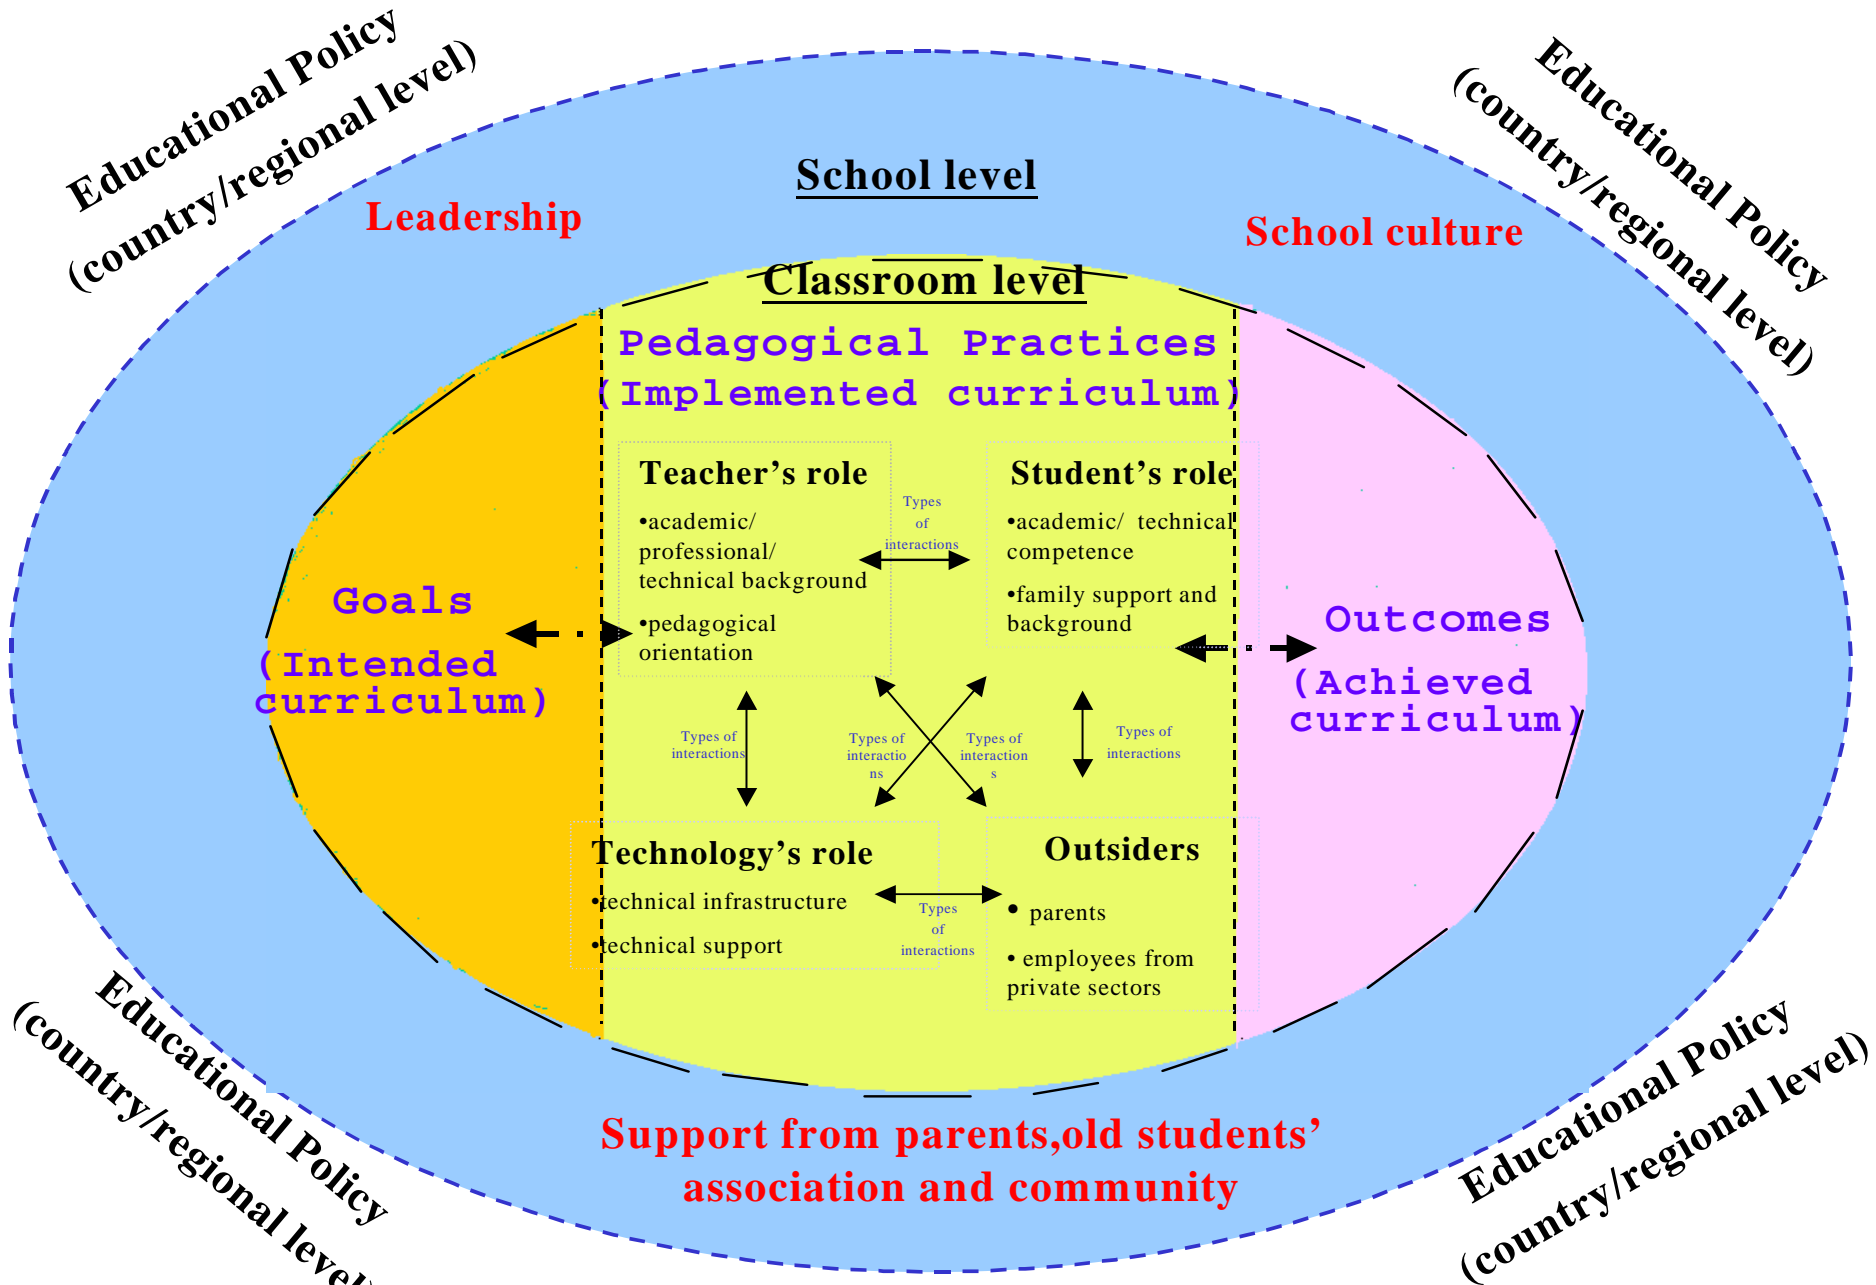 Educational Policy
(country/regional level)
Educational Policy
(country/regional level)
School level
Leadership
School culture
Classroom level
Pedagogical Practices
(Implemented curriculum)
Teacher’s role
•academic/
professional/
technical background
•pedagogical
orientation
Types
of
interactions
Student’s role
•academic/ technical
competence
•family support and
background
Goals
(Intended
curriculum)
Outcomes
(Achieved
curriculum)
Types of
interactions
Types of
interactio
ns
Types of
interaction
s
Types of
interactions
Technology’s role
•technical infrastructure
•technical support
Types
of
interactions
Outsiders
• parents
• employees from
private sectors
Support from parents,old students’
association and community
Educational Policy
(country/regional level)
Educational Policy
(country/regional level)